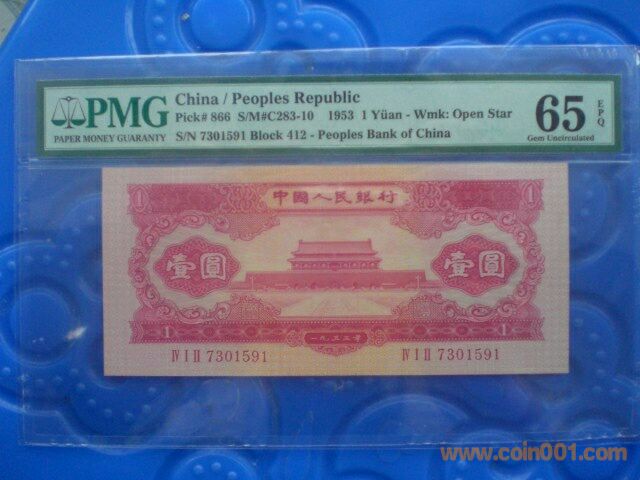 PMG
PAPER MONEY GUARANTY
China / Peoples Republic
Pick# 866 S/M#C283-10 1953 1 Yüan - Wmk: Open Star
S/N 7301591 Block 412 - Peoples Bank of China
65 EPQ
Gem Uncirculated
中國人民銀行
1 1
壹圓 壹圓
1 1
一九五三年
IV I II 7301591 IV I II 7301591
www.coin001.com